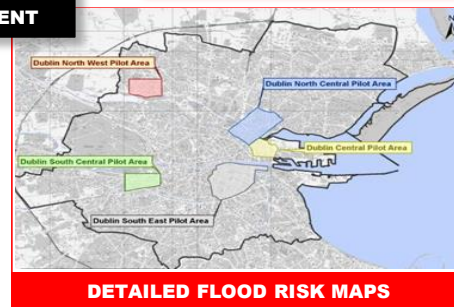 ENT
Dublin North West Pilot Area
Dublin North Central Pilot Area
Dublin Central Pilot Area
Dublin South Central Pilot Area
Dublin South East Pilot Area
DETAILED FLOOD RISK MAPS